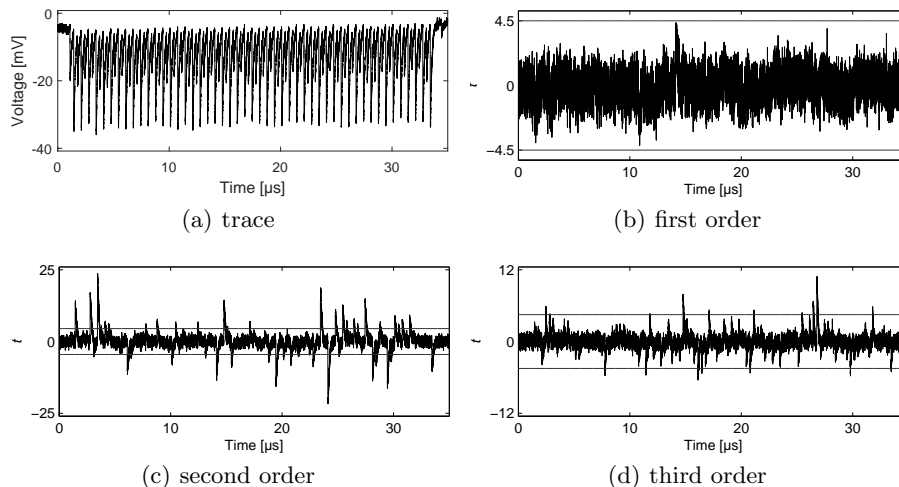 0
-20
-40
Voltage [mV]
0 10 20 30
Time [µs]
(a) trace
4.5
0
−4.5
t
0 10 20 30
Time [µs]
(b) first order
25
0
−25
t
0 10 20 30
Time [µs]
(c) second order
12
0
−12
t
0 10 20 30
Time [µs]
(d) third order